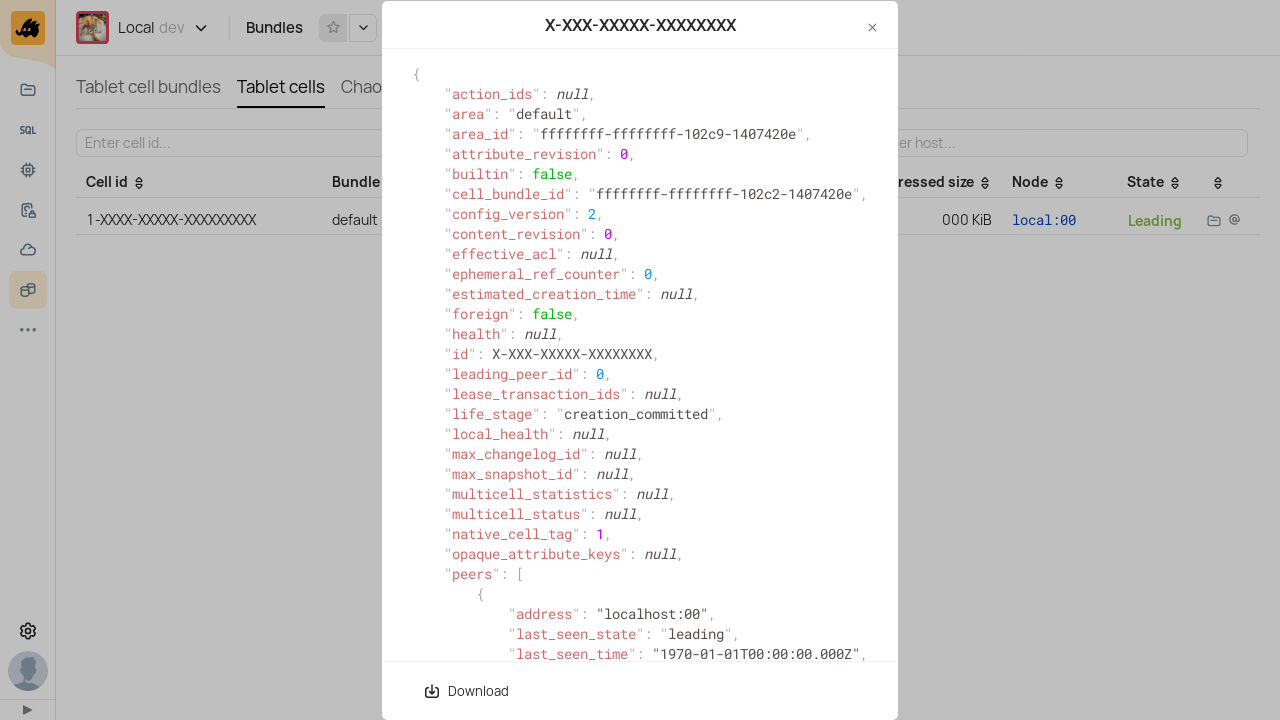 Local dev
Bundles
Tablet cell bundles
Tablet cells
Chao
Enter cell id...
er host...
Cell id
Bundle
ressed size
Node
State
1-XXXX-XXXXX-XXXXXXXXX
default
000 KiB
local:00
Leading
SQL
X-XXX-XXXXX-XXXXXXXX
{
"action_ids": null,
"area": "default",
"area_id": "ffffffff-ffffffff-102c9-1407420e",
"attribute_revision": 0,
"builtin": false,
"cell_bundle_id": "ffffffff-ffffffff-102c2-1407420e",
"config_version": 2,
"content_revision": 0,
"effective_acl": null,
"ephemeral_ref_counter": 0,
"estimated_creation_time": null,
"foreign": false,
"health": null,
"id": X-XXX-XXXXX-XXXXXXXX,
"leading_peer_id": 0,
"lease_transaction_ids": null,
"life_stage": "creation_committed",
"local_health": null,
"max_changelog_id": null,
"max_snapshot_id": null,
"multicell_statistics": null,
"multicell_status": null,
"native_cell_tag": 1,
"opaque_attribute_keys": null,
"peers": [
{
"address": "localhost:00",
"last_seen_state": "leading",
"last_seen_time": "1970-01-01T00:00:00.000Z",
Download